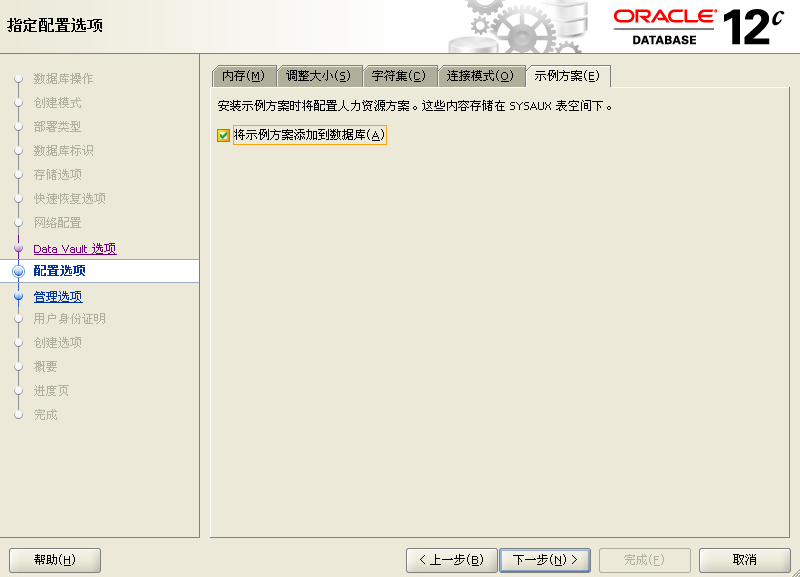 指定配置选项
ORACLE®
DATABASE
12c
数据库操作
创建模式
部署类型
数据库标识
存储选项
快速恢复选项
网络配置
Data Vault 选项
配置选项
管理选项
用户身份证明
创建选项
概要
进度页
完成
内存(M) 调整大小(S) 字符集(C) 连接模式(O) 示例方案(E)
安装示例方案时将配置人力资源方案。这些内容存储在 SYSAUX 表空间下。
将示例方案添加到数据库(A)
帮助(H) < 上一步(B) 下一步(N) > 完成(F) 取消